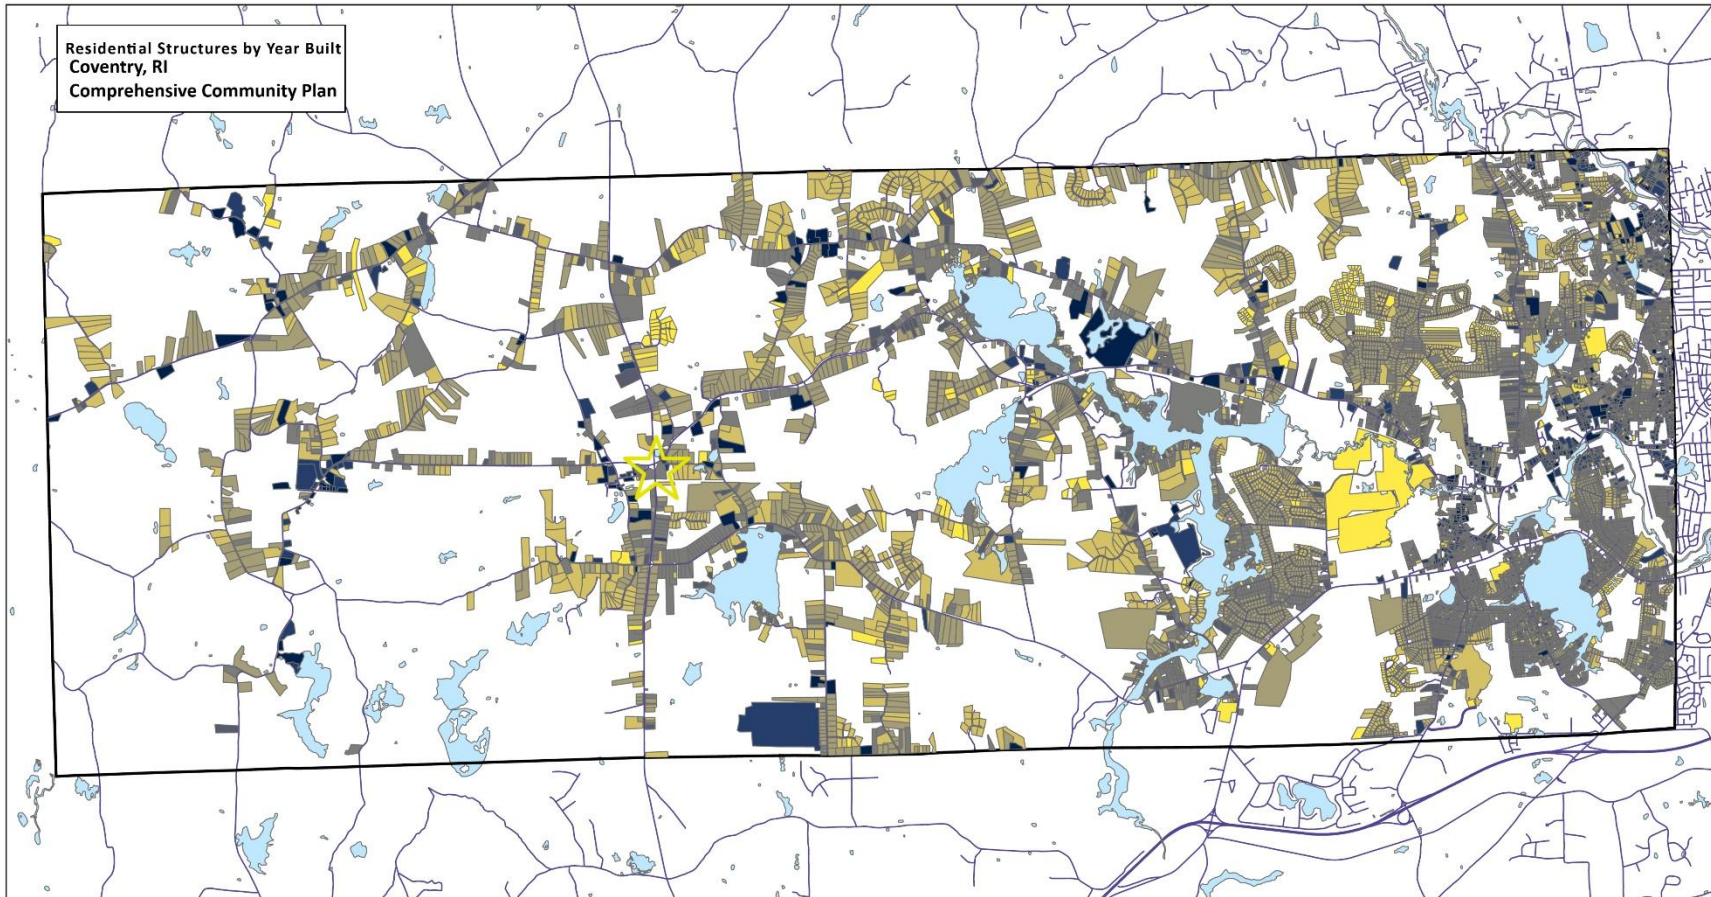 Residential Structures by Year Built
Coventry, RI
Comprehensive Community Plan